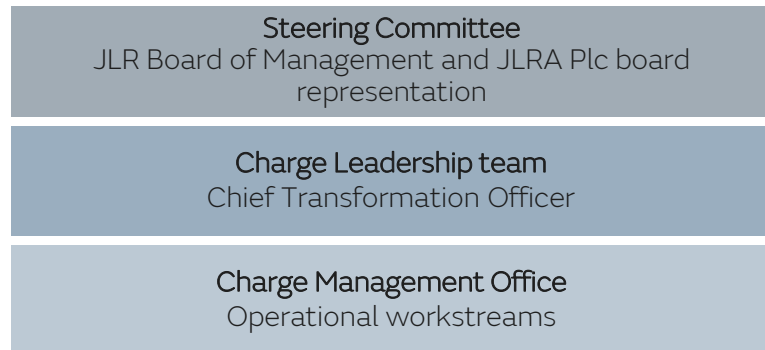 Steering Committee
JLR Board of Management and JLRA Plc board
representation
Charge Leadership team
Chief Transformation Officer
Charge Management Office
Operational workstreams